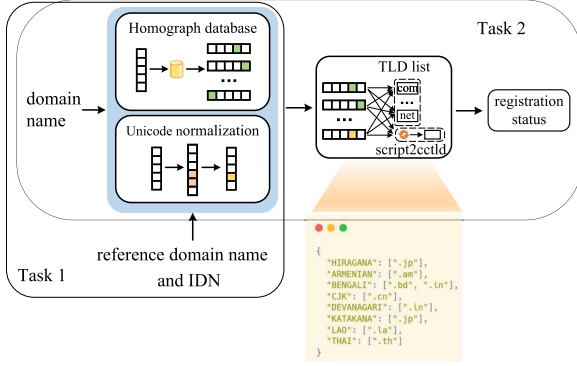 Task 2
Homograph database
...
domain
name
Unicode normalization
TLD list
com
...
net
...
script2cctld
registration
status
reference domain name
and IDN
Task 1
{
"HIRAGANA": [".jp"],
"ARMENIAN": [".am"],
"BENGALI": [".bd", ".in"],
"CJK": [".cn"],
"DEVANAGARI": [".in"],
"KATAKANA": [".jp"],
"LAO": [".la"],
"THAI": [".th"]
}